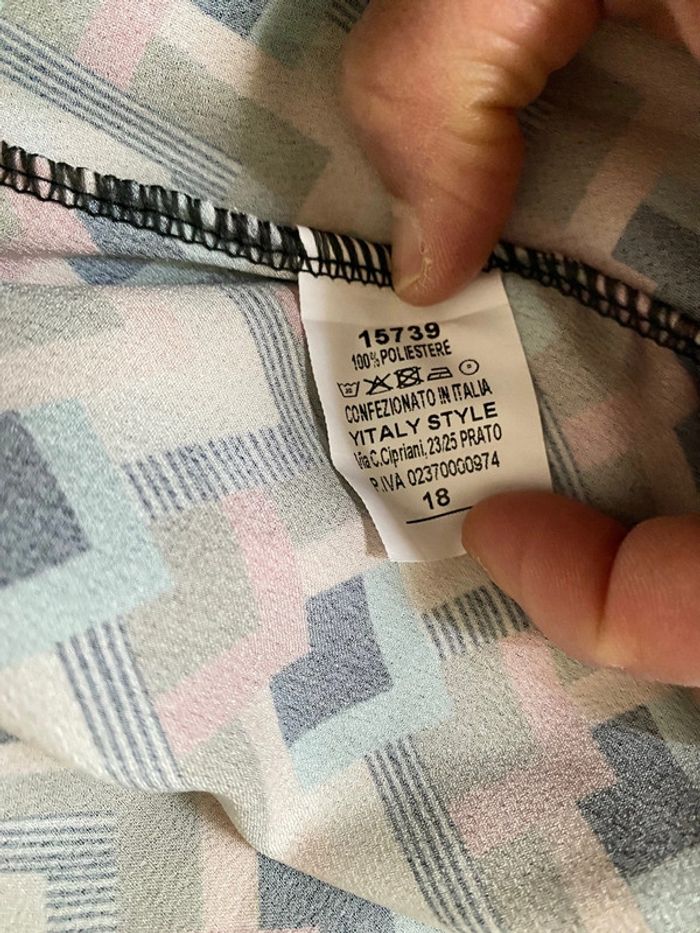 15739
100% POLIESTERE
CONFEZIONATO IN ITALIA
YITALY STYLE
Via C.Cipriani, 23/25 PRATO
P.IVA 02370000974
18